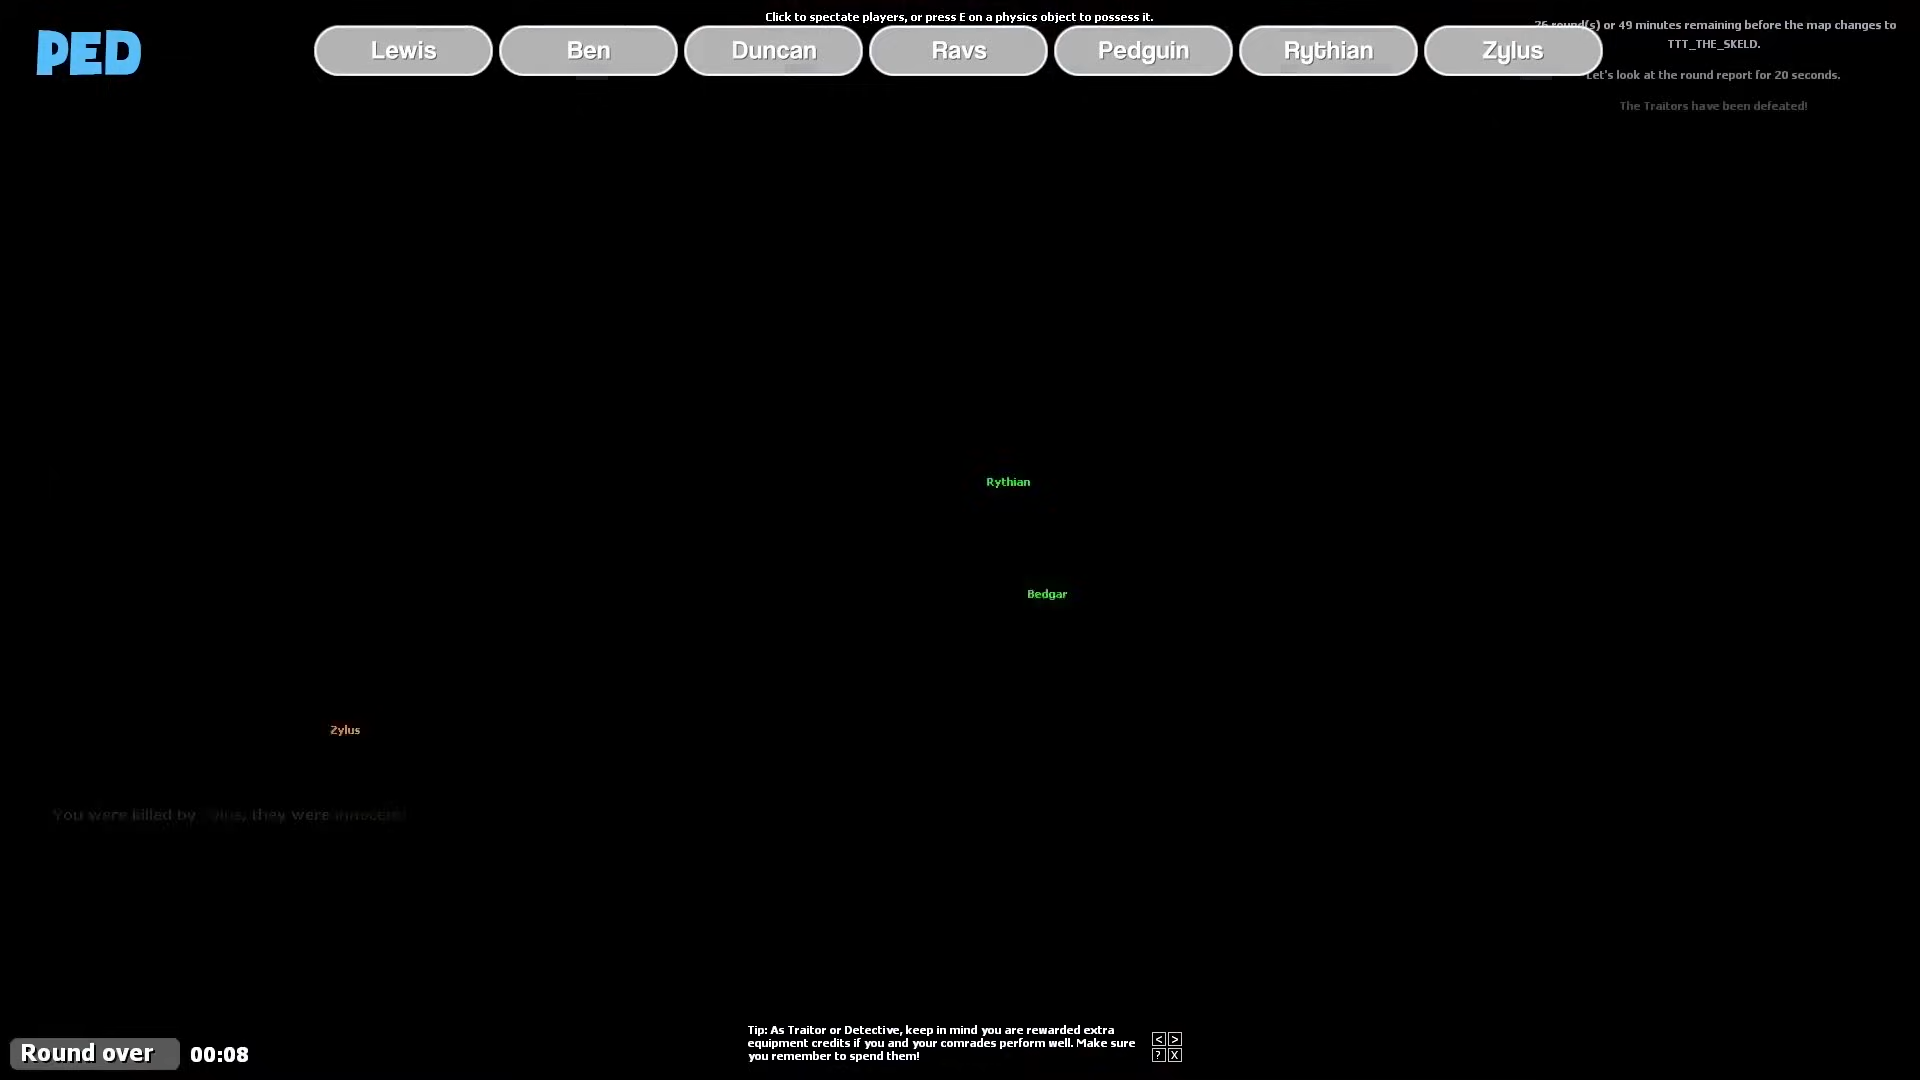 Click to spectate players, or press E on a physics object to possess it.
PED
Lewis
Ben
Duncan
Ravs
Pedguin
Rythian
Zylus
26 round(s) or 49 minutes remaining before the map changes to
TTT_THE_SKELD.
Let's look at the round report for 20 seconds.
The Traitors have been defeated!
Rythian
Bedgar
Zylus
You were killed by Zylus, they were innocent!
Tip: As Traitor or Detective, keep in mind you are rewarded extra
equipment credits if you and your comrades perform well. Make sure
you remember to spend them!
< >
? X
Round over 00:08